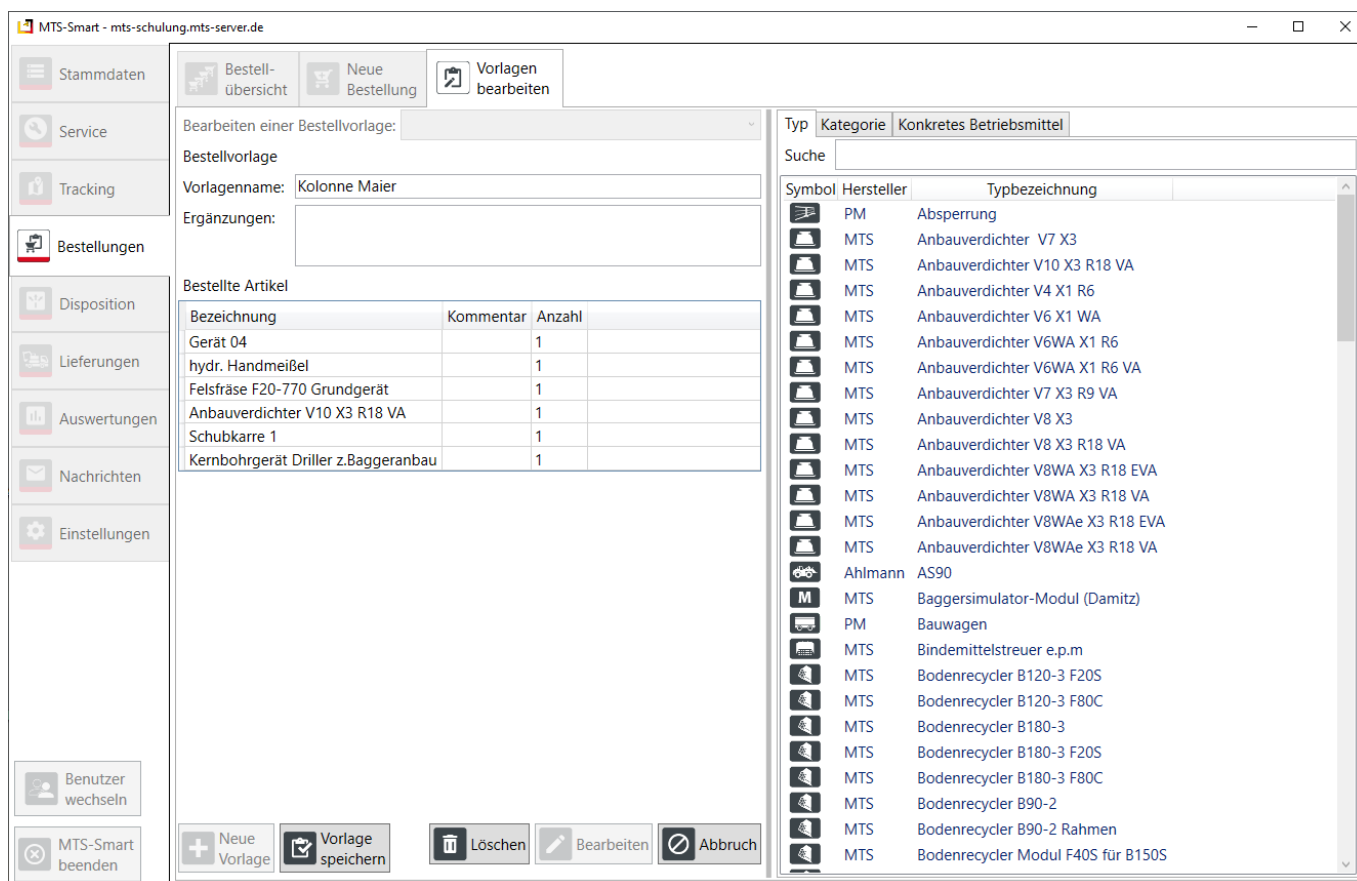 MTS-Smart - mts-schulung.mts-server.de
Stammdaten
Service
Tracking
Bestellungen
Disposition
Lieferungen
Auswertungen
Nachrichten
Einstellungen
Benutzer
wechseln
MTS-Smart
beenden
Bestell-
übersicht
Neue
Bestellung
Vorlagen
bearbeiten
Bearbeiten einer Bestellvorlage:
Bestellvorlage
Vorlagenname: Kolonne Maier
Ergänzungen:
Bestellte Artikel
Bezeichnung Kommentar Anzahl
Gerät 04 1
hydr. Handmeißel 1
Felsfräse F20-770 Grundgerät 1
Anbauverdichter V10 X3 R18 VA 1
Schubkarre 1 1
Kernbohrgerät Driller z.Baggeranbau 1
Neue
Vorlage
Vorlage
speichern
Löschen
Bearbeiten
Abbruch
Typ Kategorie Konkretes Betriebsmittel
Suche
Symbol Hersteller Typbezeichnung
PM Absperrung
MTS Anbauverdichter V7 X3
MTS Anbauverdichter V10 X3 R18 VA
MTS Anbauverdichter V4 X1 R6
MTS Anbauverdichter V6 X1 WA
MTS Anbauverdichter V6WA X1 R6
MTS Anbauverdichter V6WA X1 R6 VA
MTS Anbauverdichter V7 X3 R9 VA
MTS Anbauverdichter V8 X3
MTS Anbauverdichter V8 X3 R18 VA
MTS Anbauverdichter V8WA X3 R18 EVA
MTS Anbauverdichter V8WA X3 R18 VA
MTS Anbauverdichter V8WAe X3 R18 EVA
MTS Anbauverdichter V8WAe X3 R18 VA
Ahlmann AS90
M MTS Baggersimulator-Modul (Damitz)
PM Bauwagen
MTS Bindemittelstreuer e.p.m
MTS Bodenrecycler B120-3 F20S
MTS Bodenrecycler B120-3 F80C
MTS Bodenrecycler B180-3
MTS Bodenrecycler B180-3 F20S
MTS Bodenrecycler B180-3 F80C
MTS Bodenrecycler B90-2
MTS Bodenrecycler B90-2 Rahmen
MTS Bodenrecycler Modul F40S für B150S